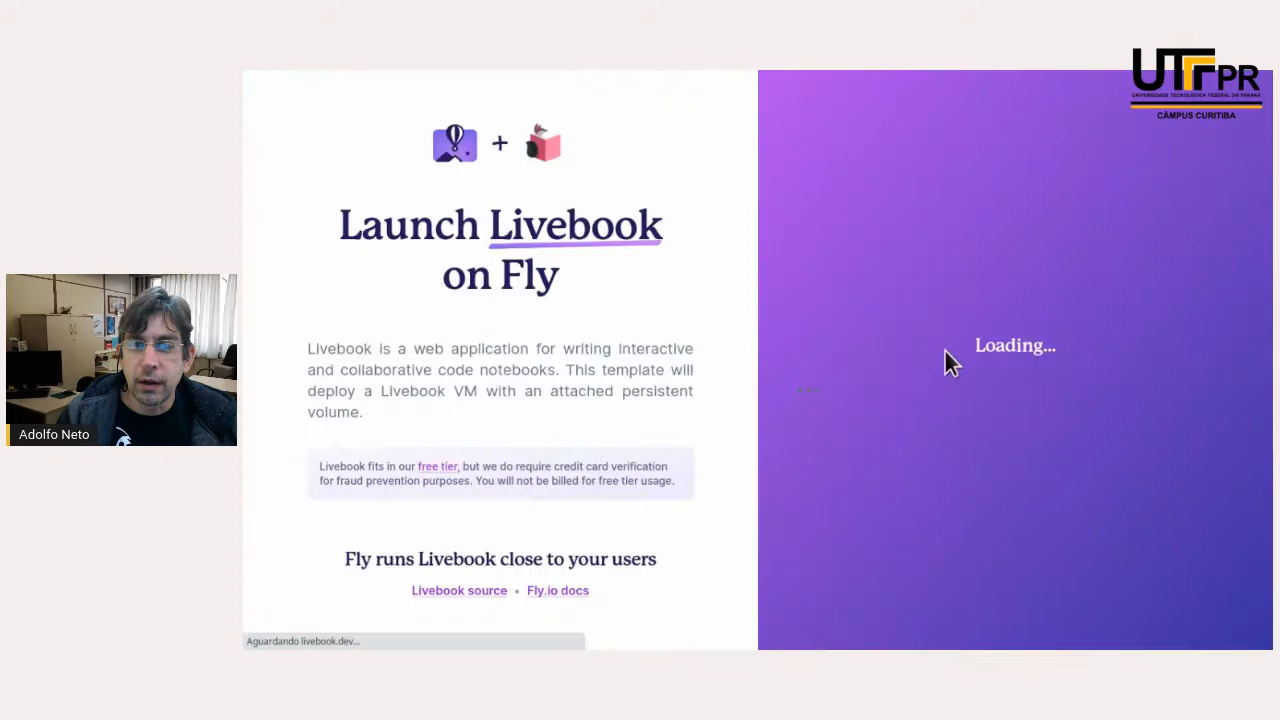 UTFPR
UNIVERSIDADE TECNOLÓGICA FEDERAL DO PARANÁ
CÂMPUS CURITIBA
+
Launch Livebook
on Fly
Livebook is a web application for writing interactive
and collaborative code notebooks. This template will
deploy a Livebook VM with an attached persistent
volume.
Livebook fits in our free tier, but we do require credit card verification
for fraud prevention purposes. You will not be billed for free tier usage.
Fly runs Livebook close to your users
Livebook source • Fly.io docs
Aguardando livebook.dev...
Loading...
Adolfo Neto